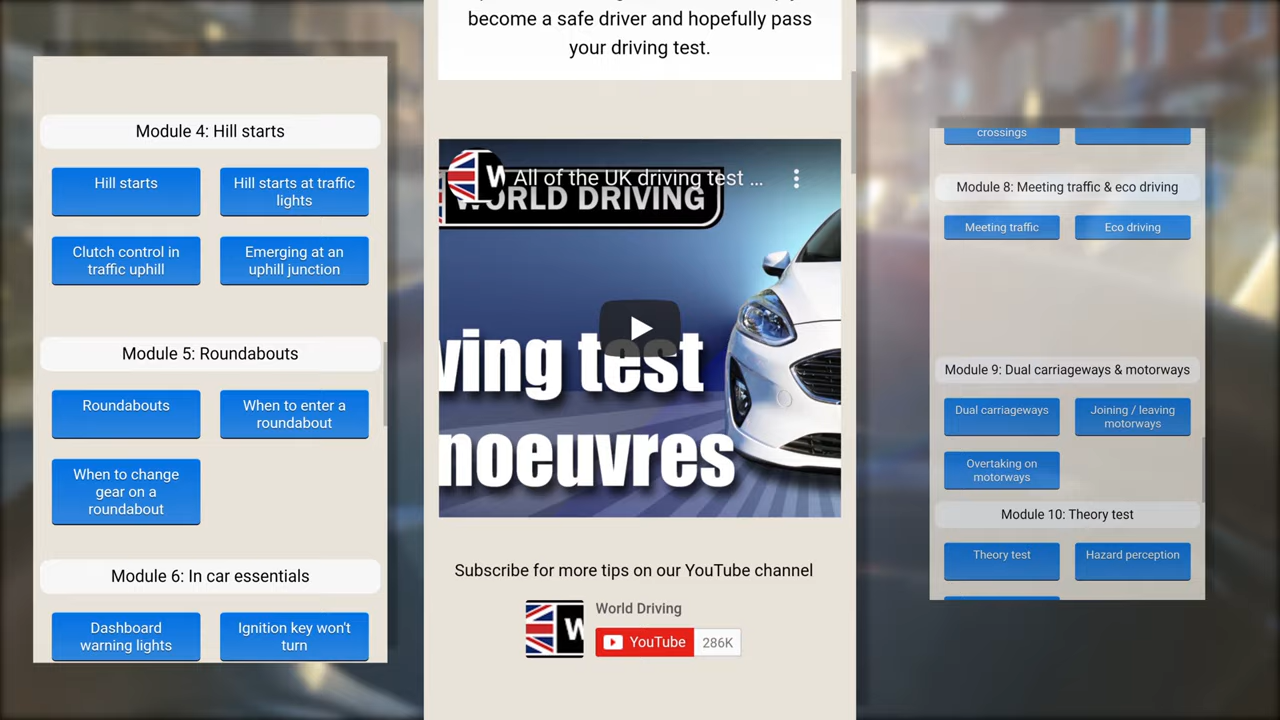 Module 4: Hill starts
Hill starts
Hill starts at traffic
lights
Clutch control in
traffic uphill
Emerging at an
uphill junction
Module 5: Roundabouts
Roundabouts
When to enter a
roundabout
When to change
gear on a
roundabout
Module 6: In car essentials
Dashboard
warning lights
Ignition key won't
turn
become a safe driver and hopefully pass
your driving test.
W
All of the UK driving test ...
WORLD DRIVING
ving test
noeuvres
Subscribe for more tips on our YouTube channel
W
World Driving
YouTube
286K
crossings
Module 8: Meeting traffic & eco driving
Meeting traffic
Eco driving
Module 9: Dual carriageways & motorways
Dual carriageways
Joining / leaving
motorways
Overtaking on
motorways
Module 10: Theory test
Theory test
Hazard perception